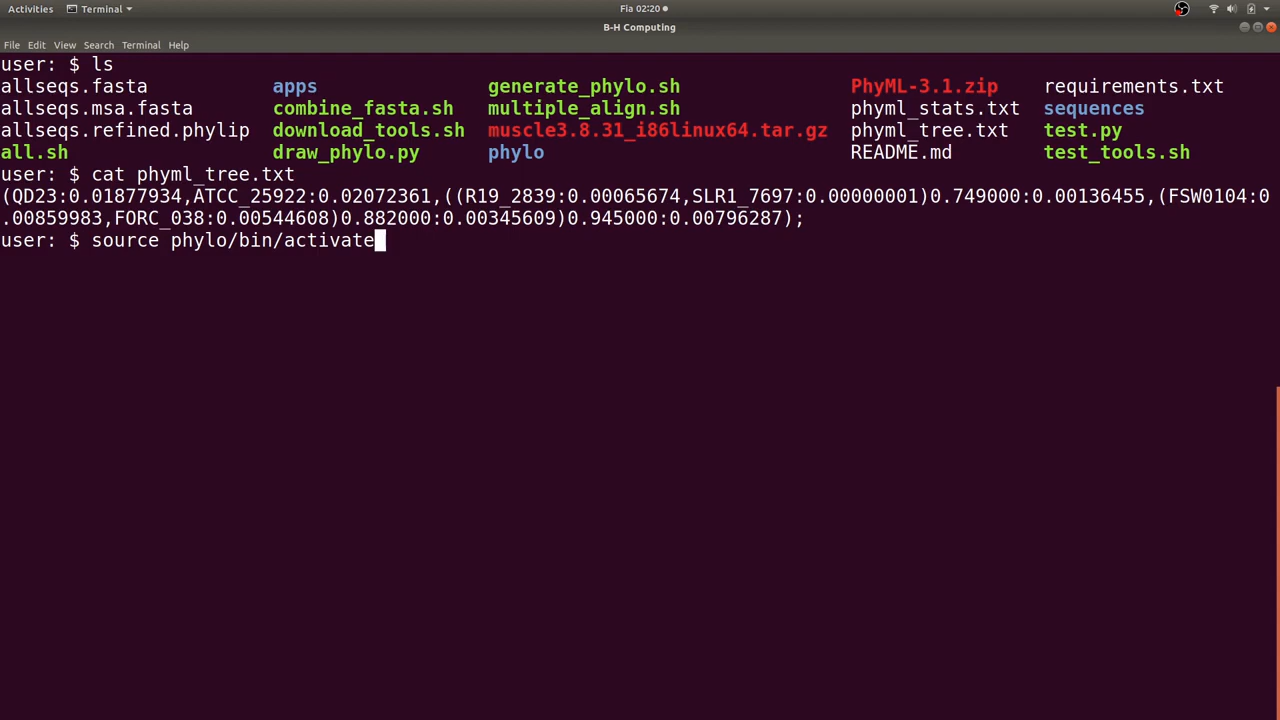 Activities Terminal Fia 02:20
B-H Computing
File Edit View Search Terminal Help
user: $ ls
allseqs.fasta apps generate_phylo.sh PhyML-3.1.zip requirements.txt
allseqs.msa.fasta combine_fasta.sh multiple_align.sh phyml_stats.txt sequences
allseqs.refined.phylip download_tools.sh muscle3.8.31_i86linux64.tar.gz phyml_tree.txt test.py
all.sh draw_phylo.py phylo README.md test_tools.sh
user: $ cat phyml_tree.txt
(QD23:0.01877934,ATCC_25922:0.02072361,((R19_2839:0.00065674,SLR1_7697:0.00000001)0.749000:0.00136455,(FSW0104:0
.00859983,FORC_038:0.00544608)0.882000:0.00345609)0.945000:0.00796287);
user: $ source phylo/bin/activate